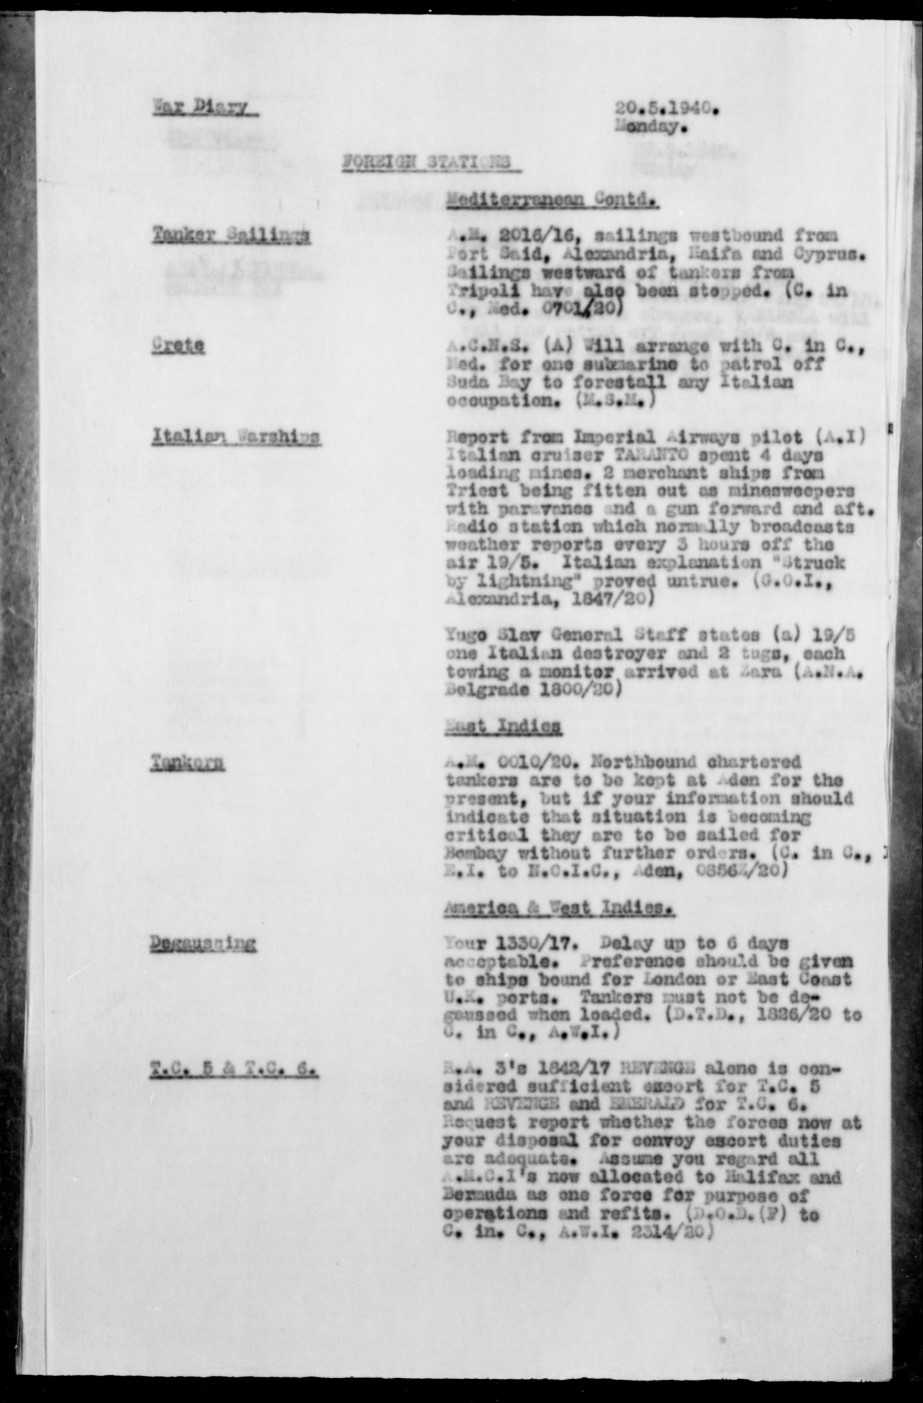 War Diary
20.5.1940.
Monday.
FOREIGN STATIONS
Mediterranean Contd.
Tanker Sailings
A.M. 2016/16, sailings westbound from
Port Said, Alexandria, Haifa and Cyprus.
Sailings westward of tankers from
Tripoli have also been stopped. (C. in
C., Med. 0701/20)
Crete
A.C.N.S. (A) Will arrange with C. in C.,
Med. for one submarine to patrol off
Suda Bay to forestall any Italian
occupation. (M.S.M.)
Italian Warships
Report from Imperial Airways pilot (A.I)
Italian cruiser TARANTO spent 4 days
loading mines. 2 merchant ships from
Triest being fitten out as minesweepers
with paravanes and a gun forward and aft.
Radio station which normally broadcasts
weather reports every 3 hours off the
air 19/5. Italian explanation "Struck
by lightning" proved untrue. (G.O.I.,
Alexandria, 1847/20)
Yugo Slav General Staff states (a) 19/5
one Italian destroyer and 2 tugs, each
towing a monitor arrived at Zara (A.N.A.
Belgrade 1800/20)
East Indies
Tankers
A.M. 0010/20. Northbound chartered
tankers are to be kept at Aden for the
present, but if your information should
indicate that situation is becoming
critical they are to be sailed for
Bombay without further orders. (C. in C.,
E.I. to N.O.I.C., Aden, 0856Z/20)
America & West Indies.
Degaussing
Your 1330/17. Delay up to 6 days
acceptable. Preference should be given
to ships bound for London or East Coast
U.K. ports. Tankers must not be de-
gaussed when loaded. (D.T.D., 1826/20 to
C. in C., A.W.I.)
T.C. 5 & T.C. 6.
R.A. 3's 1842/17 REVENGE alone is con-
sidered sufficient escort for T.C. 5
and REVENGE and EMERALD for T.C. 6.
Request report whether the forces now at
your disposal for convoy escort duties
are adequate. Assume you regard all
A.M.C.I's now allocated to Halifax and
Bermuda as one force for purpose of
operations and refits. (D.O.D.(F) to
C. in. C., A.W.I. 2314/20)